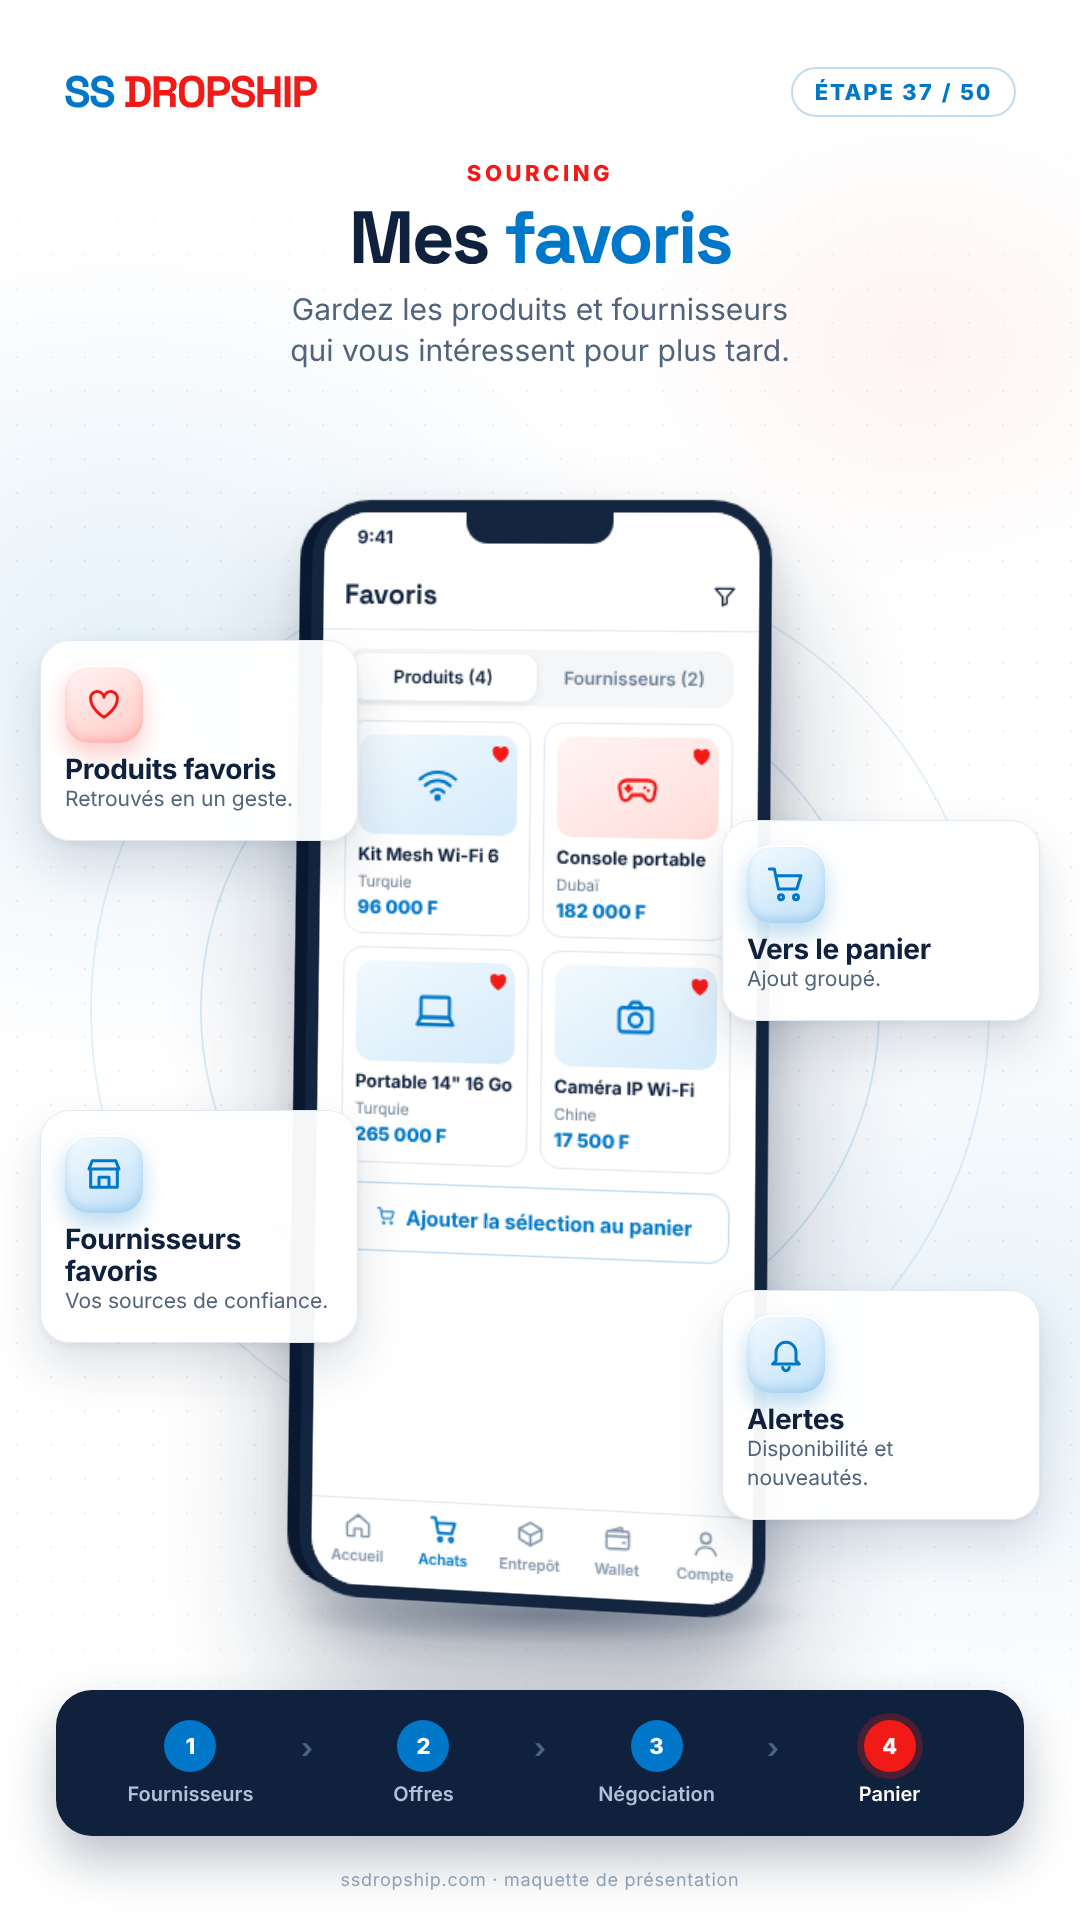 SS DROPSHIP
ÉTAPE 37 / 50
SOURCING
Mes favoris
Gardez les produits et fournisseurs
qui vous intéressent pour plus tard.
9:41
Favoris
Produits (4)
Fournisseurs (2)
Produits favoris
Retrouvés en un geste.
Kit Mesh Wi-Fi 6
Turquie
96 000 F
Console portable
Dubaï
182 000 F
Vers le panier
Ajout groupé.
Portable 14" 16 Go
Turquie
265 000 F
Caméra IP Wi-Fi
Chine
17 500 F
Fournisseurs
favoris
Vos sources de confiance.
Ajouter la sélection au panier
Alertes
Disponibilité et
nouveautés.
Accueil
Achats
Entrepôt
Wallet
Compte
1
2
3
4
Fournisseurs
Offres
Négociation
Panier
ssdropship.com · maquette de présentation